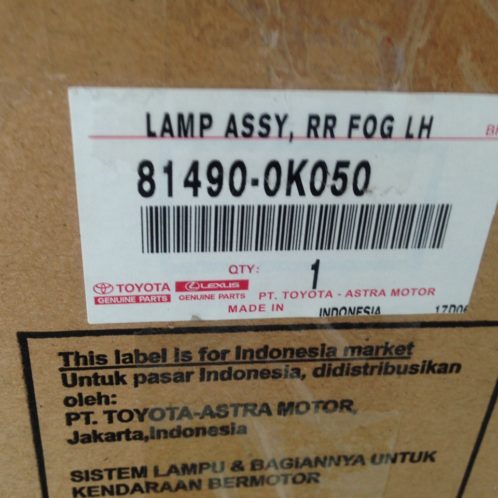 LAMP ASSY, RR FOG LH
81490-0K050
QTY: 1
TOYOTA LEXUS
GENUINE PARTS GENUINE PARTS PT. TOYOTA - ASTRA MOTOR
MADE IN INDONESIA
This label is for Indonesia market
Untuk pasar Indonesia, didistribusikan
oleh:
PT. TOYOTA-ASTRA MOTOR,
Jakarta,Indonesia
SISTEM LAMPU & BAGIANNYA UNTUK
KENDARAAN BERMOTOR